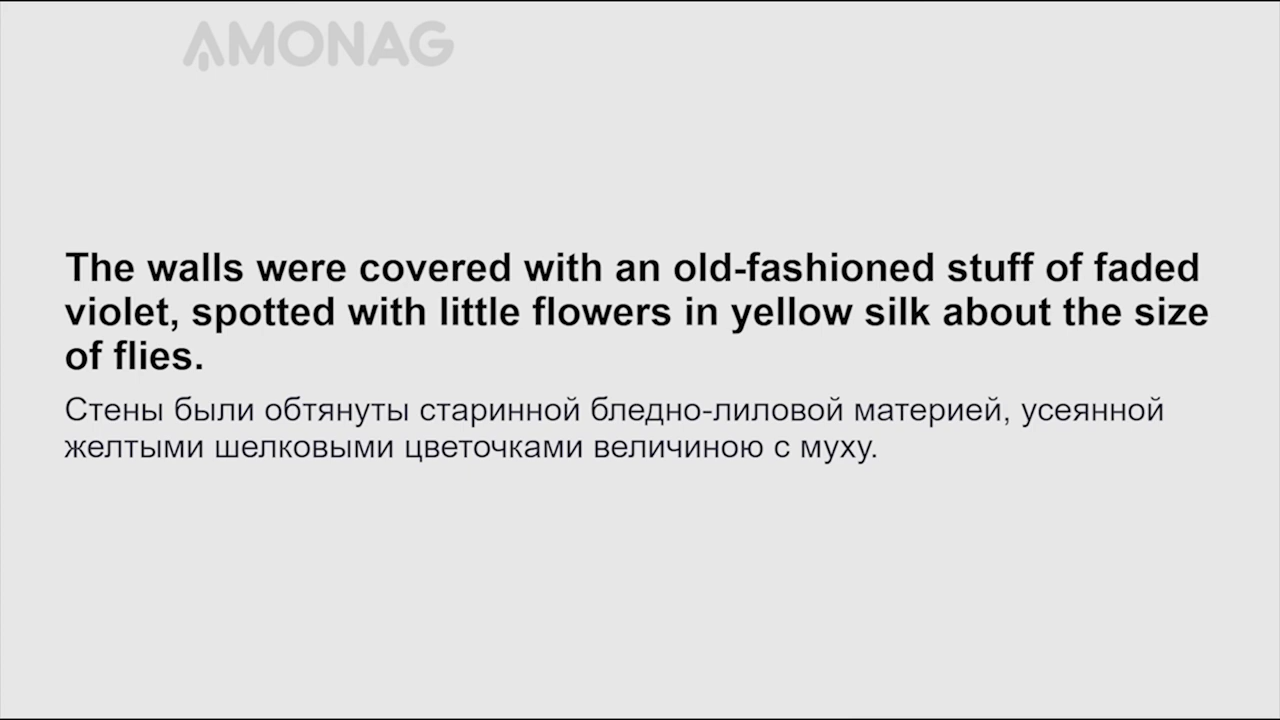 AMONAG
The walls were covered with an old-fashioned stuff of faded
violet, spotted with little flowers in yellow silk about the size
of flies.
Стены были обтянуты старинной бледно-лиловой материей, усеянной
желтыми шелковыми цветочками величиною с муху.